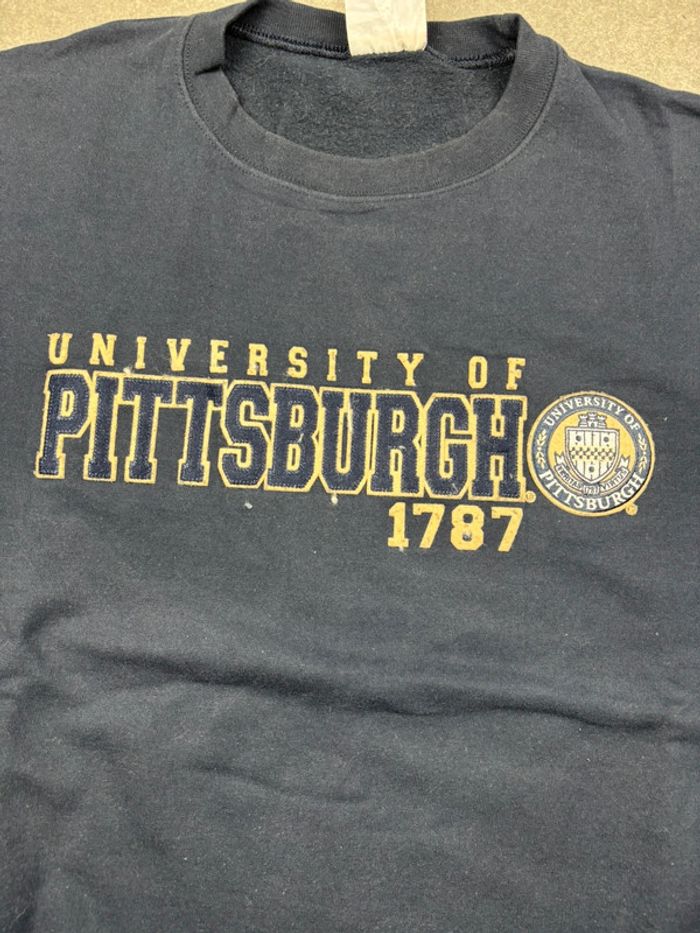 UNIVERSITY OF
PITTSBURGH®
1787
UNIVERSITY OF
PITTSBURGH
®